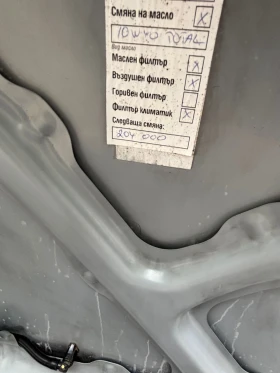 Смяна на масло X
10W40 TOTAL
Вид масло
Маслен филтър X
Въздушен филтър X
Горивен филтър
Филтър климатик X
Следваща смяна:
204 000